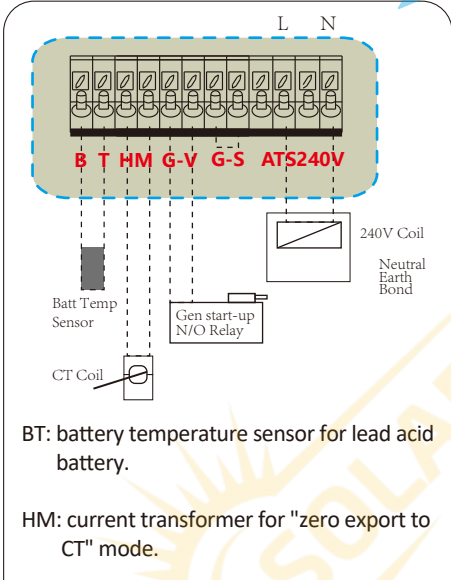 L N
B T HM G-V G-S ATS240V
240V Coil
Neutral
Earth
Bond
Batt Temp
Sensor
Gen start-up
N/O Relay
CT Coil
BT: battery temperature sensor for lead acid
battery.
HM: current transformer for "zero export to
CT" mode.
SOLAR